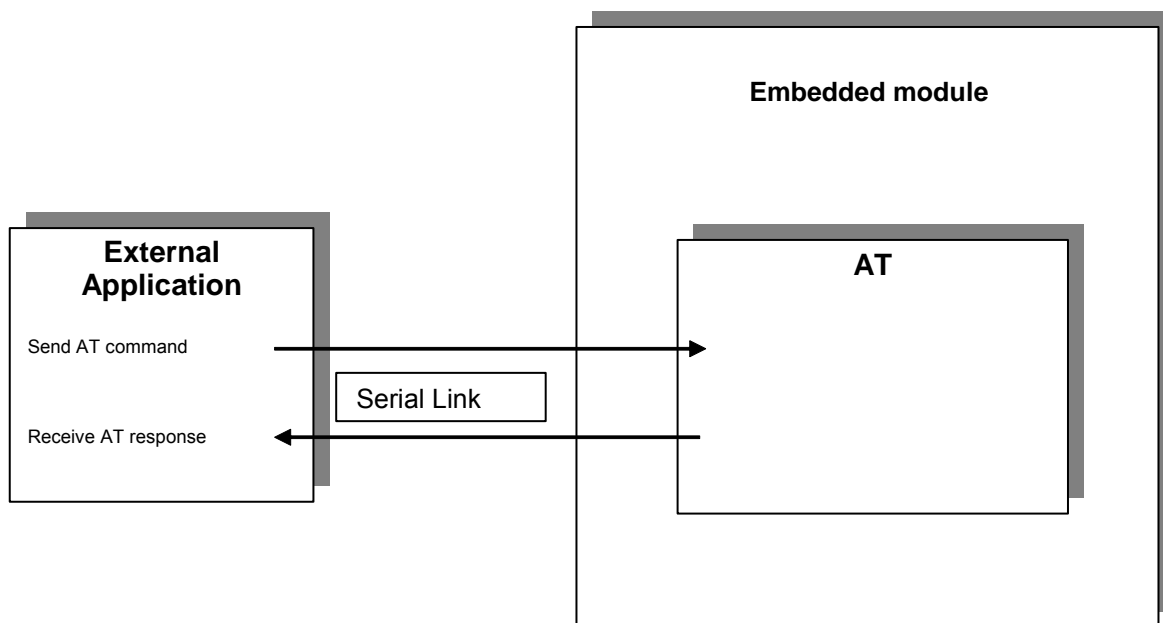 Embedded module
External
Application
AT
Send AT command
Serial Link
Receive AT response